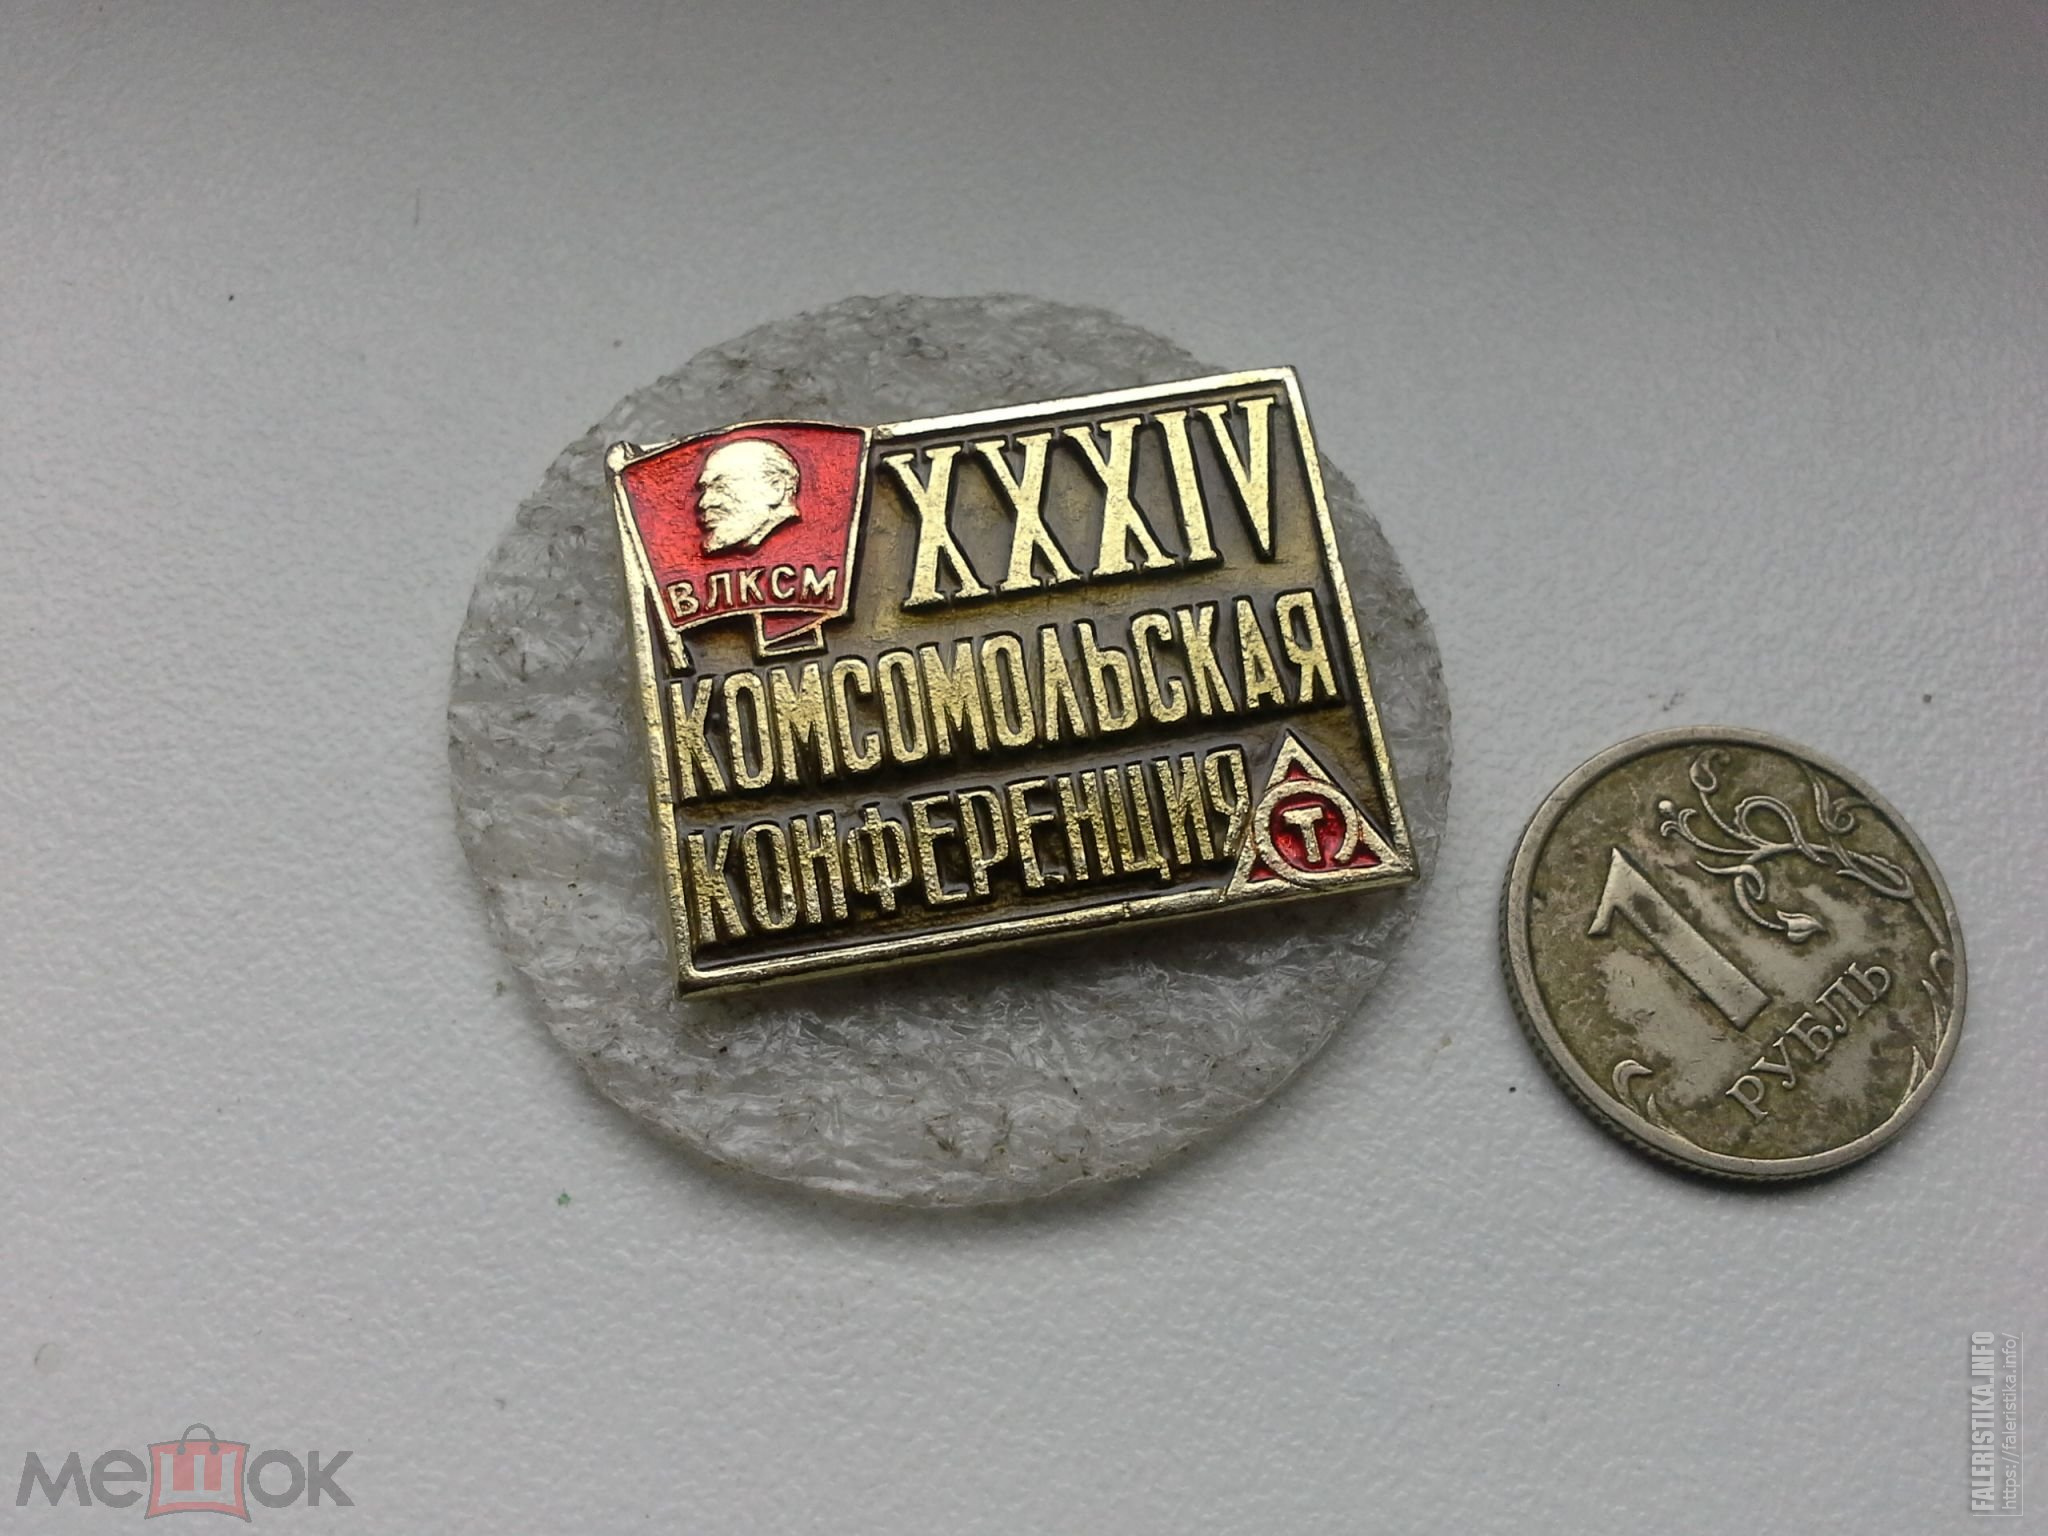 XXXIV
ВЛКСМ
КОМСОМОЛЬСКАЯ
КОНФЕРЕНЦИЯ
Т
1
РУБЛЬ
мешок
FALERISTIKA.INFO
https://faleristika.info/